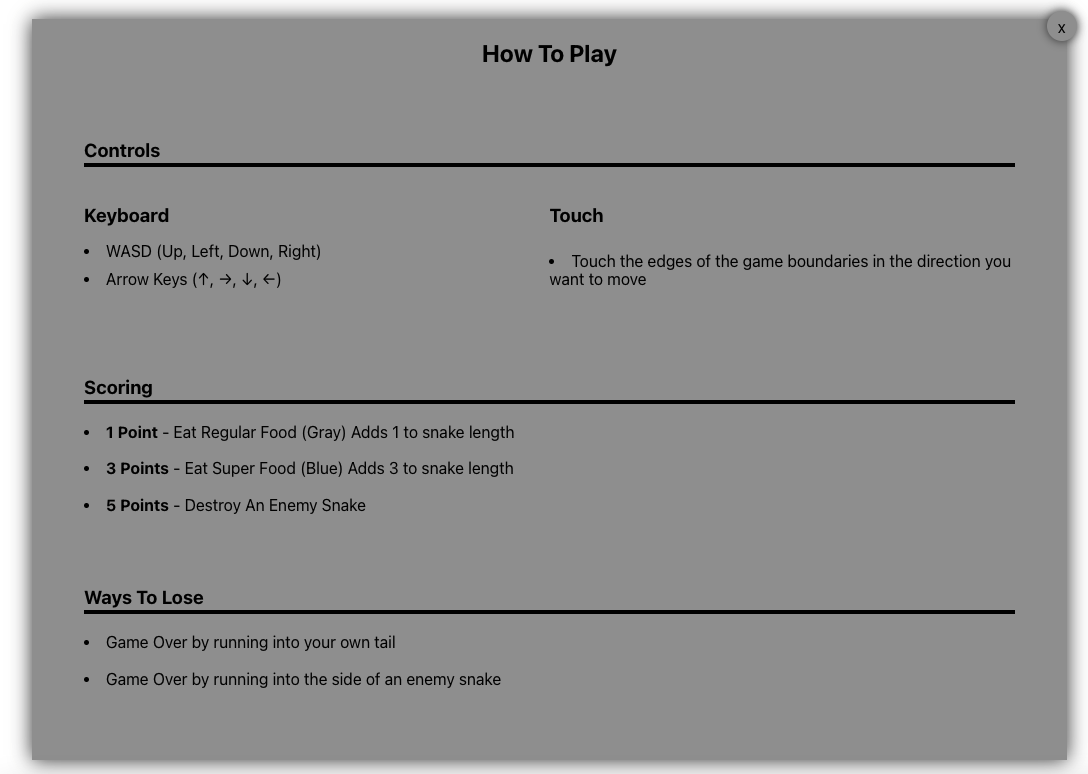 x
How To Play
Controls
Keyboard
• WASD (Up, Left, Down, Right)
• Arrow Keys (↑, →, ↓, ←)
Touch
• Touch the edges of the game boundaries in the direction you
want to move
Scoring
• 1 Point - Eat Regular Food (Gray) Adds 1 to snake length
• 3 Points - Eat Super Food (Blue) Adds 3 to snake length
• 5 Points - Destroy An Enemy Snake
Ways To Lose
• Game Over by running into your own tail
• Game Over by running into the side of an enemy snake